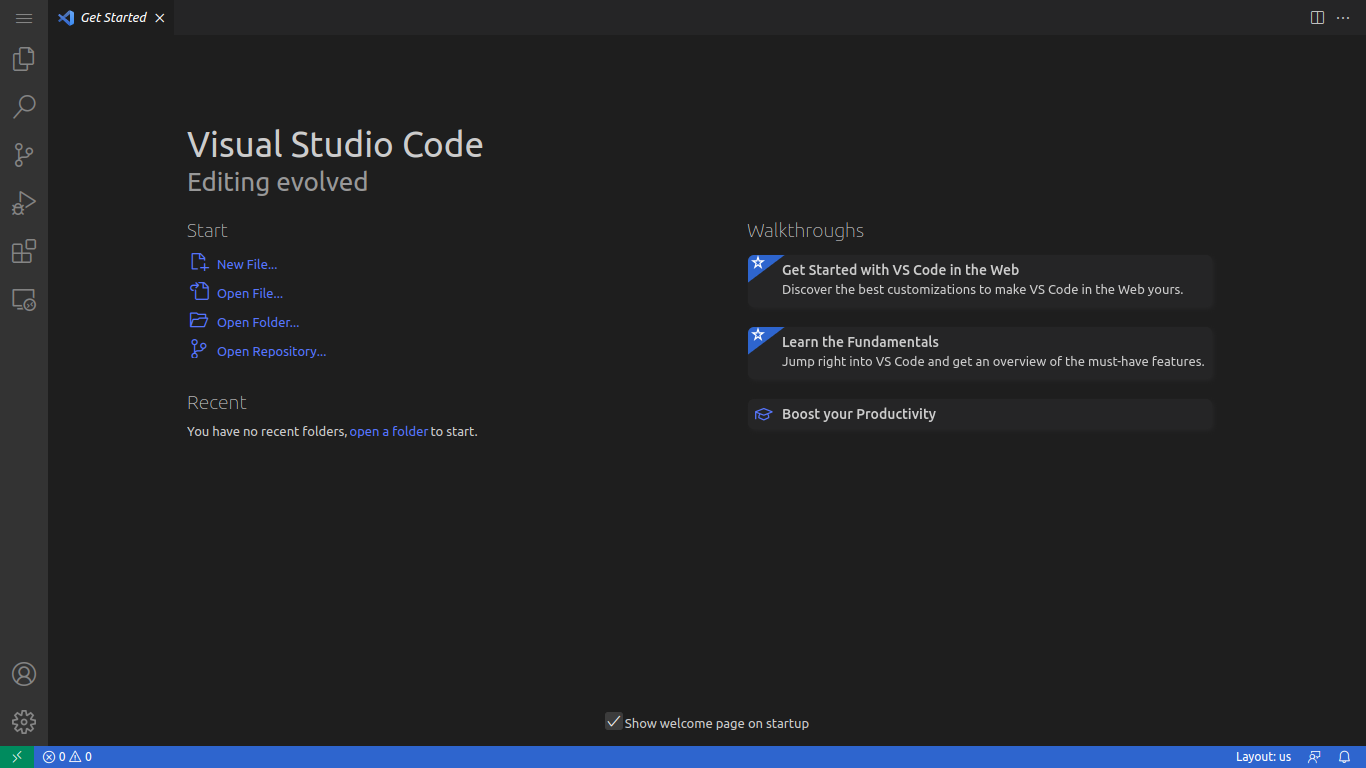 Get Started
Visual Studio Code
Editing evolved
Start
New File...
Open File...
Open Folder...
Open Repository...
Recent
You have no recent folders, open a folder to start.
Walkthroughs
Get Started with VS Code in the Web
Discover the best customizations to make VS Code in the Web yours.
Learn the Fundamentals
Jump right into VS Code and get an overview of the must-have features.
Boost your Productivity
Show welcome page on startup
0 0
Layout: us